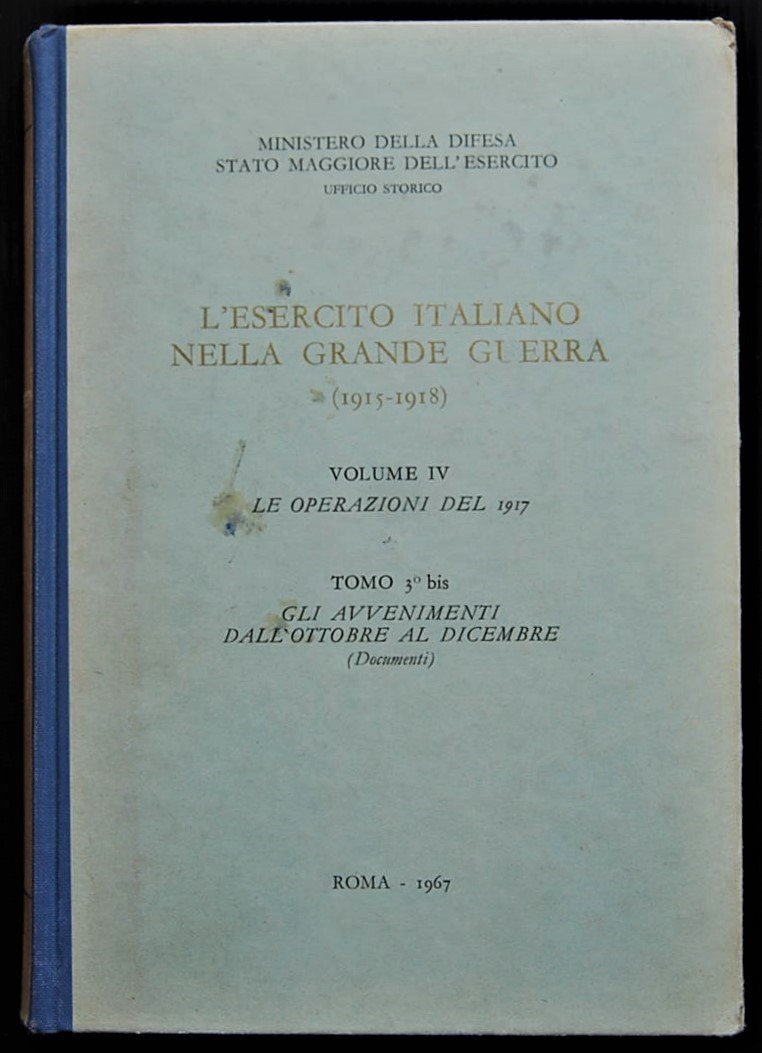 MINISTERO DELLA DIFESA
STATO MAGGIORE DELL'ESERCITO
UFFICIO STORICO
L'ESERCITO ITALIANO
NELLA GRANDE GUERRA
(1915-1918)
VOLUME IV
LE OPERAZIONI DEL 1917
TOMO 3º bis
GLI AVVENIMENTI
DALL'OTTOBRE AL DICEMBRE
(Documenti)
ROMA - 1967